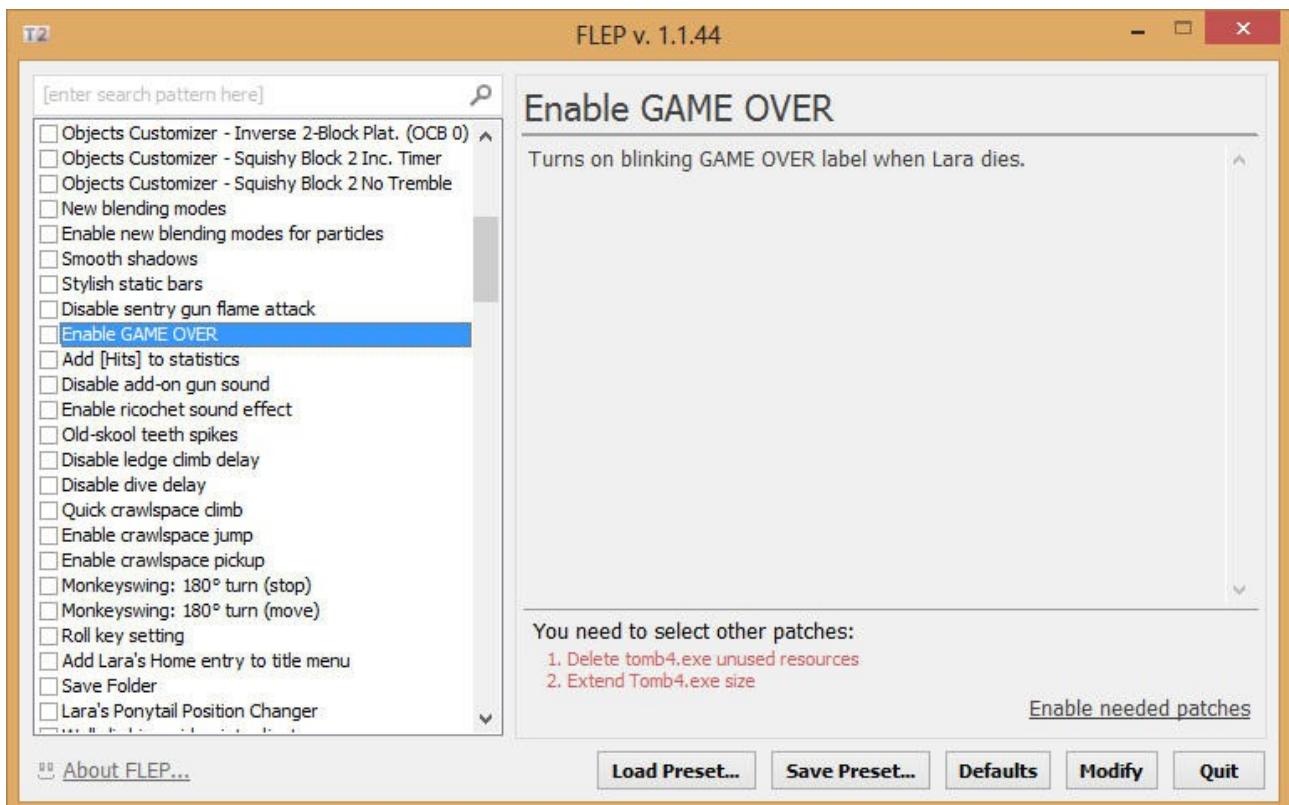 T2
FLEP v. 1.1.44
[enter search pattern here]
Objects Customizer - Inverse 2-Block Plat. (OCB 0)
Objects Customizer - Squishy Block 2 Inc. Timer
Objects Customizer - Squishy Block 2 No Tremble
New blending modes
Enable new blending modes for particles
Smooth shadows
Stylish static bars
Disable sentry gun flame attack
Enable GAME OVER
Add [Hits] to statistics
Disable add-on gun sound
Enable ricochet sound effect
Old-skool teeth spikes
Disable ledge climb delay
Disable dive delay
Quick crawlspace climb
Enable crawlspace jump
Enable crawlspace pickup
Monkeyswing: 180° turn (stop)
Monkeyswing: 180° turn (move)
Roll key setting
Add Lara's Home entry to title menu
Save Folder
Lara's Ponytail Position Changer
Enable GAME OVER
Turns on blinking GAME OVER label when Lara dies.
You need to select other patches:
1. Delete tomb4.exe unused resources
2. Extend Tomb4.exe size
Enable needed patches
About FLEP...
Load Preset...
Save Preset...
Defaults
Modify
Quit